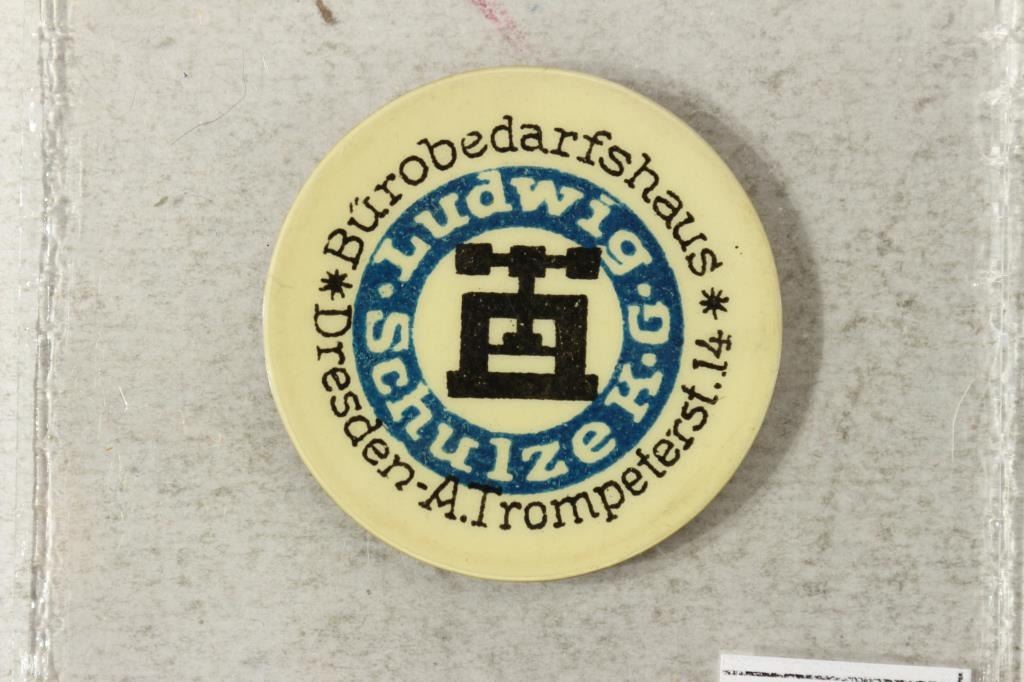 * Bürobedarfshaus *
Dresden-A. Trompeterst. 14
· Ludwig ·
Schulze K·G